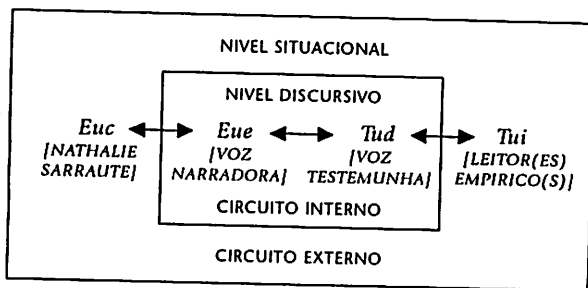 NIVEL SITUACIONAL
NIVEL DISCURSIVO
Euc Eue Tud Tui
[NATHALIE [VOZ [VOZ [LEITOR(ES)
SARRAUTE] NARRADORA] TESTEMUNHA] EMPIRICO(S)]
CIRCUITO INTERNO
CIRCUITO EXTERNO